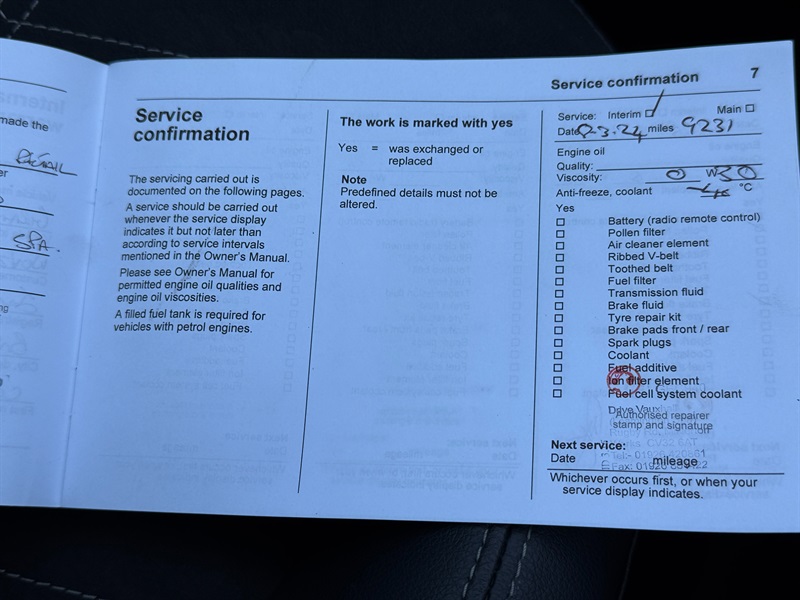 made the
SPA.
Service confirmation 7
Service
confirmation
The servicing carried out is
documented on the following pages.
A service should be carried out
whenever the service display
indicates it but not later than
according to service intervals
mentioned in the Owner's Manual.
Please see Owner's Manual for
permitted engine oil qualities and
engine oil viscosities.
A filled fuel tank is required for
vehicles with petrol engines.
The work is marked with yes
Yes = was exchanged or
replaced
Note
Predefined details must not be
altered.
Service: Interim Main
Date 3.24 miles 9231
Engine oil
Quality:
Viscosity: 0 W30
Anti-freeze, coolant °C
Yes
Battery (radio remote control)
Pollen filter
Air cleaner element
Ribbed V-belt
Toothed belt
Fuel filter
Transmission fluid
Brake fluid
Tyre repair kit
Brake pads front / rear
Spark plugs
Coolant
Fuel additive
Ion filter element
Fuel cell system coolant
Drive Vauxhall
Authorised repairer
stamp and signature
Next service:
Date mileage
Whichever occurs first, or when your
service display indicates.